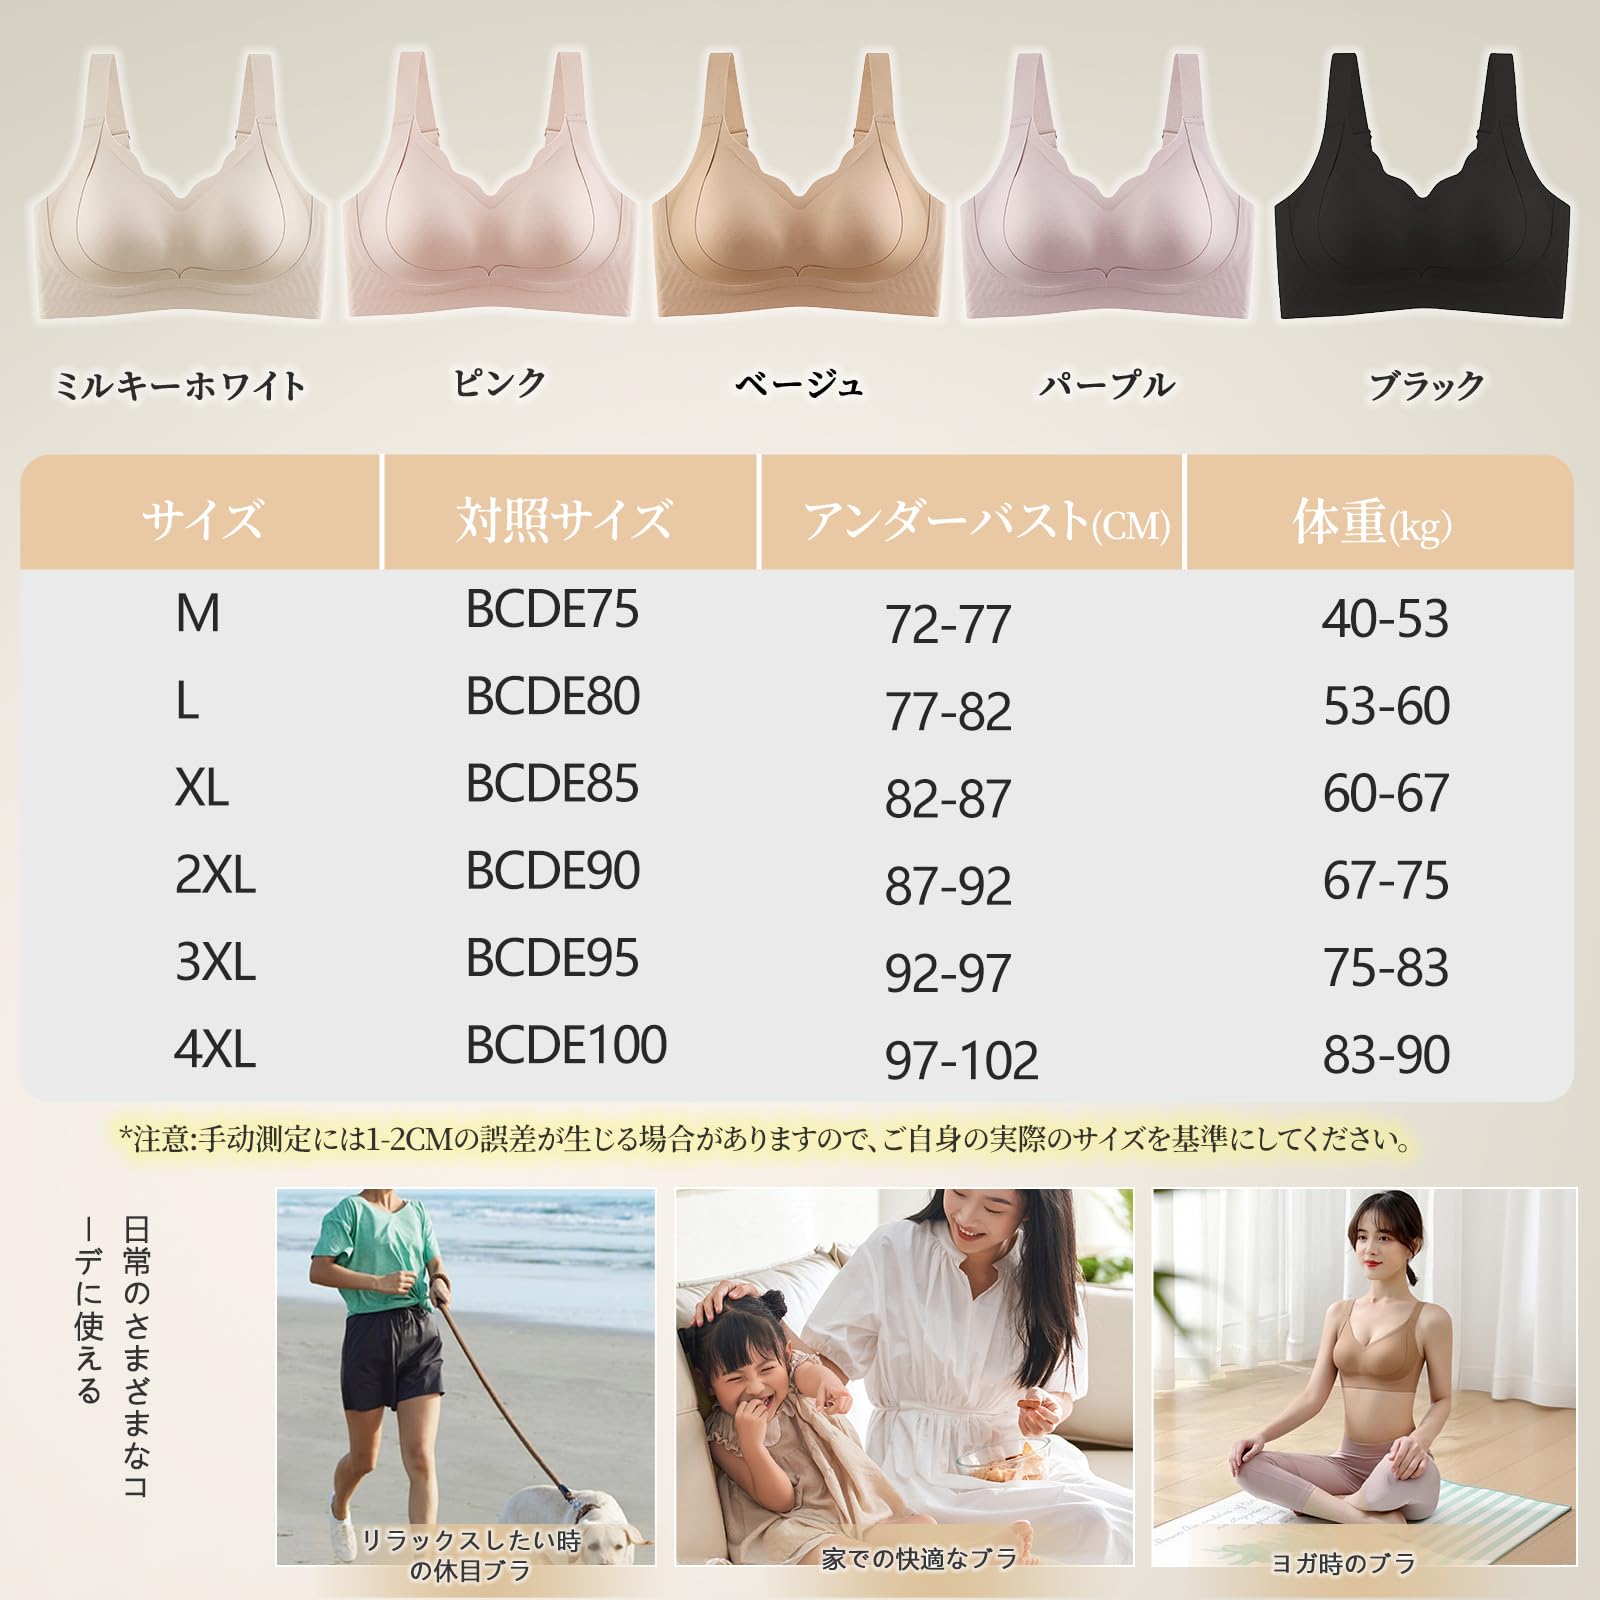 ミルキーホワイト ピンク ベージュ パープル ブラック
サイズ 対照サイズ アンダーバスト(CM) 体重(kg)
M BCDE75 72-77 40-53
L BCDE80 77-82 53-60
XL BCDE85 82-87 60-67
2XL BCDE90 87-92 67-75
3XL BCDE95 92-97 75-83
4XL BCDE100 97-102 83-90
*注意:手动測定には1-2CMの誤差が生じる場合がありますので、ご自身の実際のサイズを基準にしてください。
日常のさまざまなコ
ーデに使える
リラックスしたい時
の休目ブラ
家での快適なブラ
ヨガ時のブラ